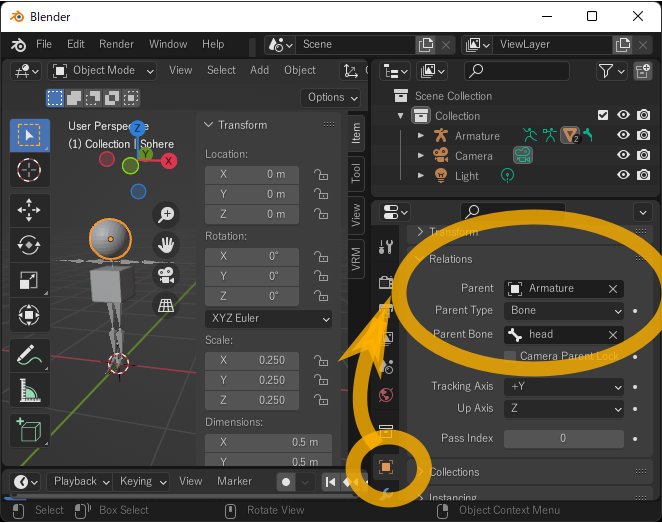 Blender
File Edit Render Window Help Scene ViewLayer
Object Mode View Select Add Object
Options
User Perspective
(1) Collection | Sphere
Z
Y
X
Transform
Location:
X 0 m
Y 0 m
Z 0 m
Rotation:
X 0°
Y 0°
Z 0°
XYZ Euler
Scale:
X 0.250
Y 0.250
Z 0.250
Dimensions:
X 0.5 m
Y 0.5 m
Item
Tool
View
VRM
Scene Collection
Collection
Armature 2
Camera
Light
Transform
Relations
Parent Armature
Parent Type Bone
Parent Bone head
Camera Parent Lock
Tracking Axis +Y
Up Axis Z
Pass Index 0
Collections
Instancing
Playback Keying View Marker
Select Box Select Rotate View Object Context Menu